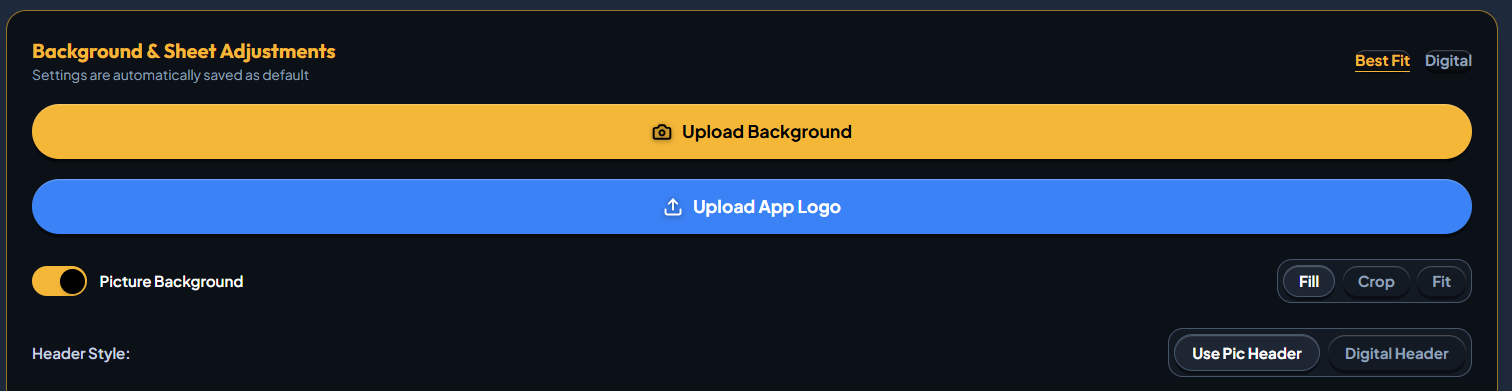 Background & Sheet Adjustments
Settings are automatically saved as default
Best Fit Digital
Upload Background
Upload App Logo
Picture Background
Fill Crop Fit
Header Style:
Use Pic Header Digital Header